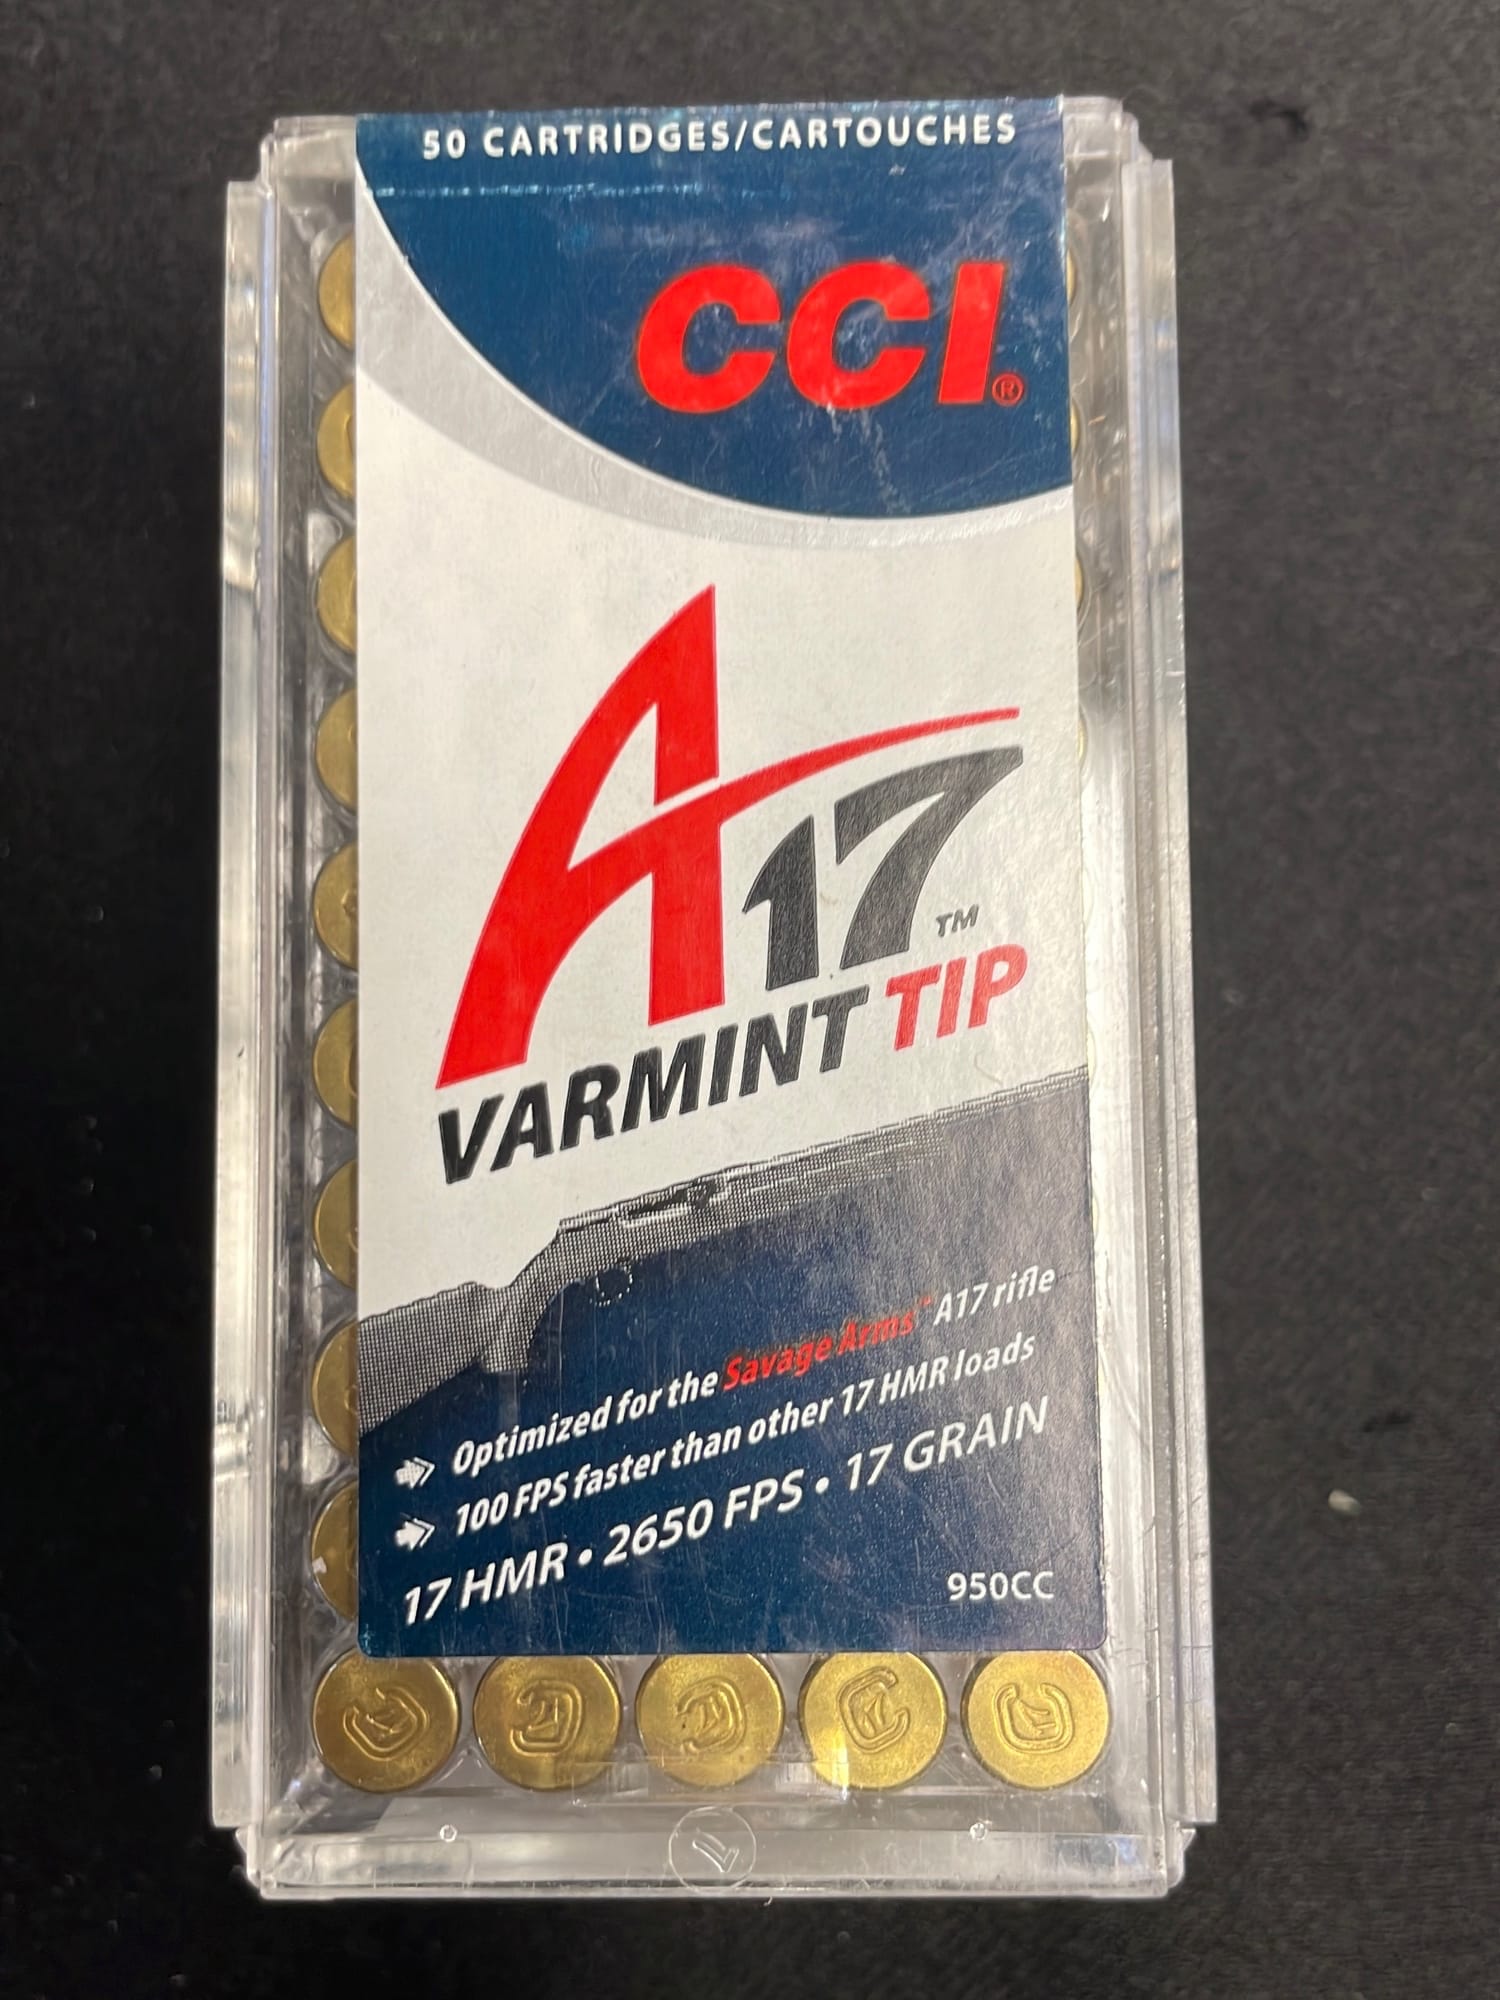 50 CARTRIDGES/CARTOUCHES
CCI®
A17™
VARMINT TIP
Optimized for the Savage Arms™ A17 rifle
100 FPS faster than other 17 HMR loads
17 HMR • 2650 FPS • 17 GRAIN
950CC